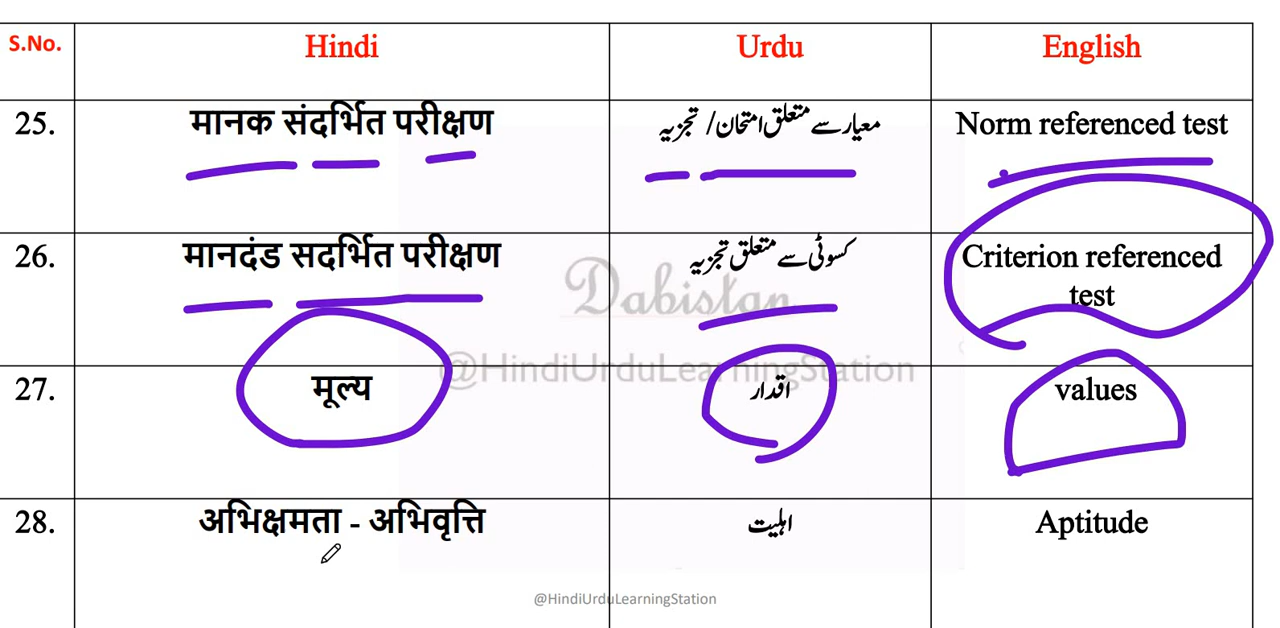 S.No. Hindi Urdu English
25. मानक संदर्भित परीक्षण معیار سے متعلق امتحان/ تجزیہ Norm referenced test
26. मानदंड सदर्भित परीक्षण کسوٹی سے متعلق تجزیہ Criterion referenced
test
Dabistan
@HindiUrduLearningStation
27. मूल्य اقدار values
28. अभिक्षमता - अभिवृत्ति اہلیت Aptitude
@HindiUrduLearningStation